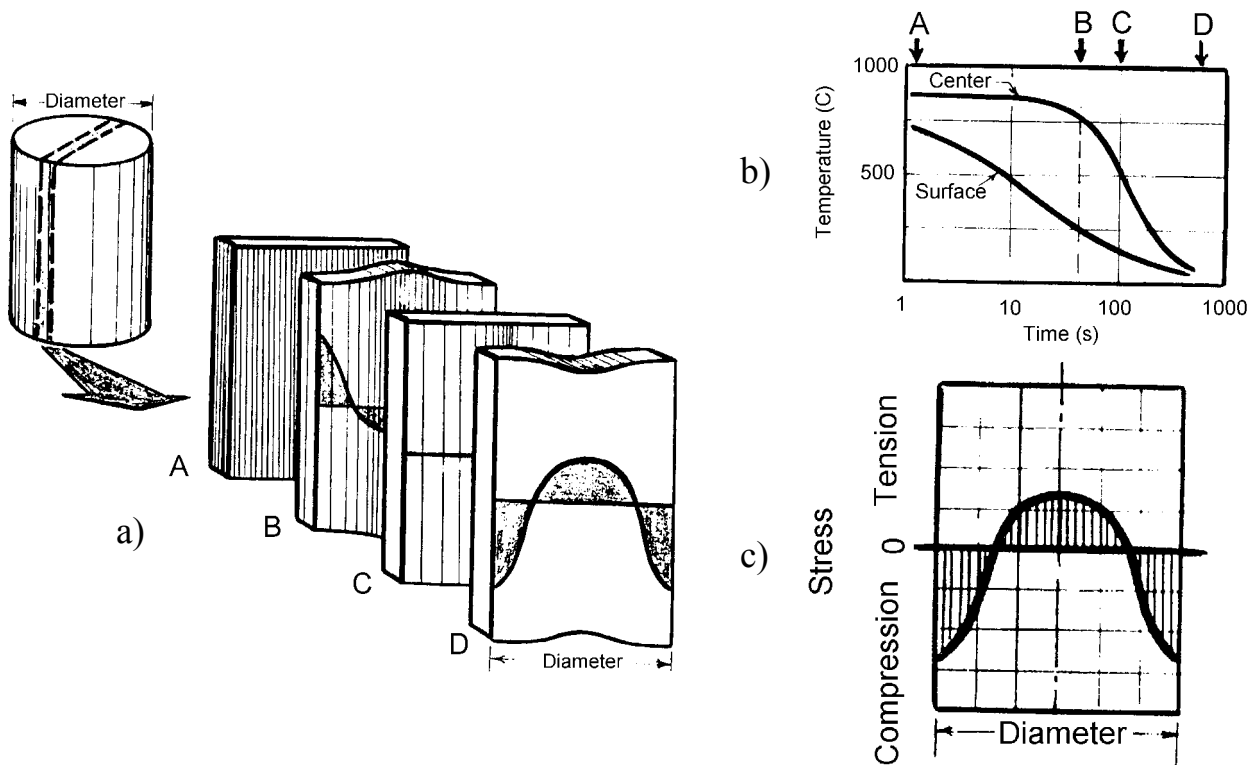 Diameter
A
B
C
D
Diameter
a)
A B C D
1000
500
Temperature (C)
Center
Surface
1 10 100 1000
Time (s)
b)
Tension
0
Compression
Stress
Diameter
c)